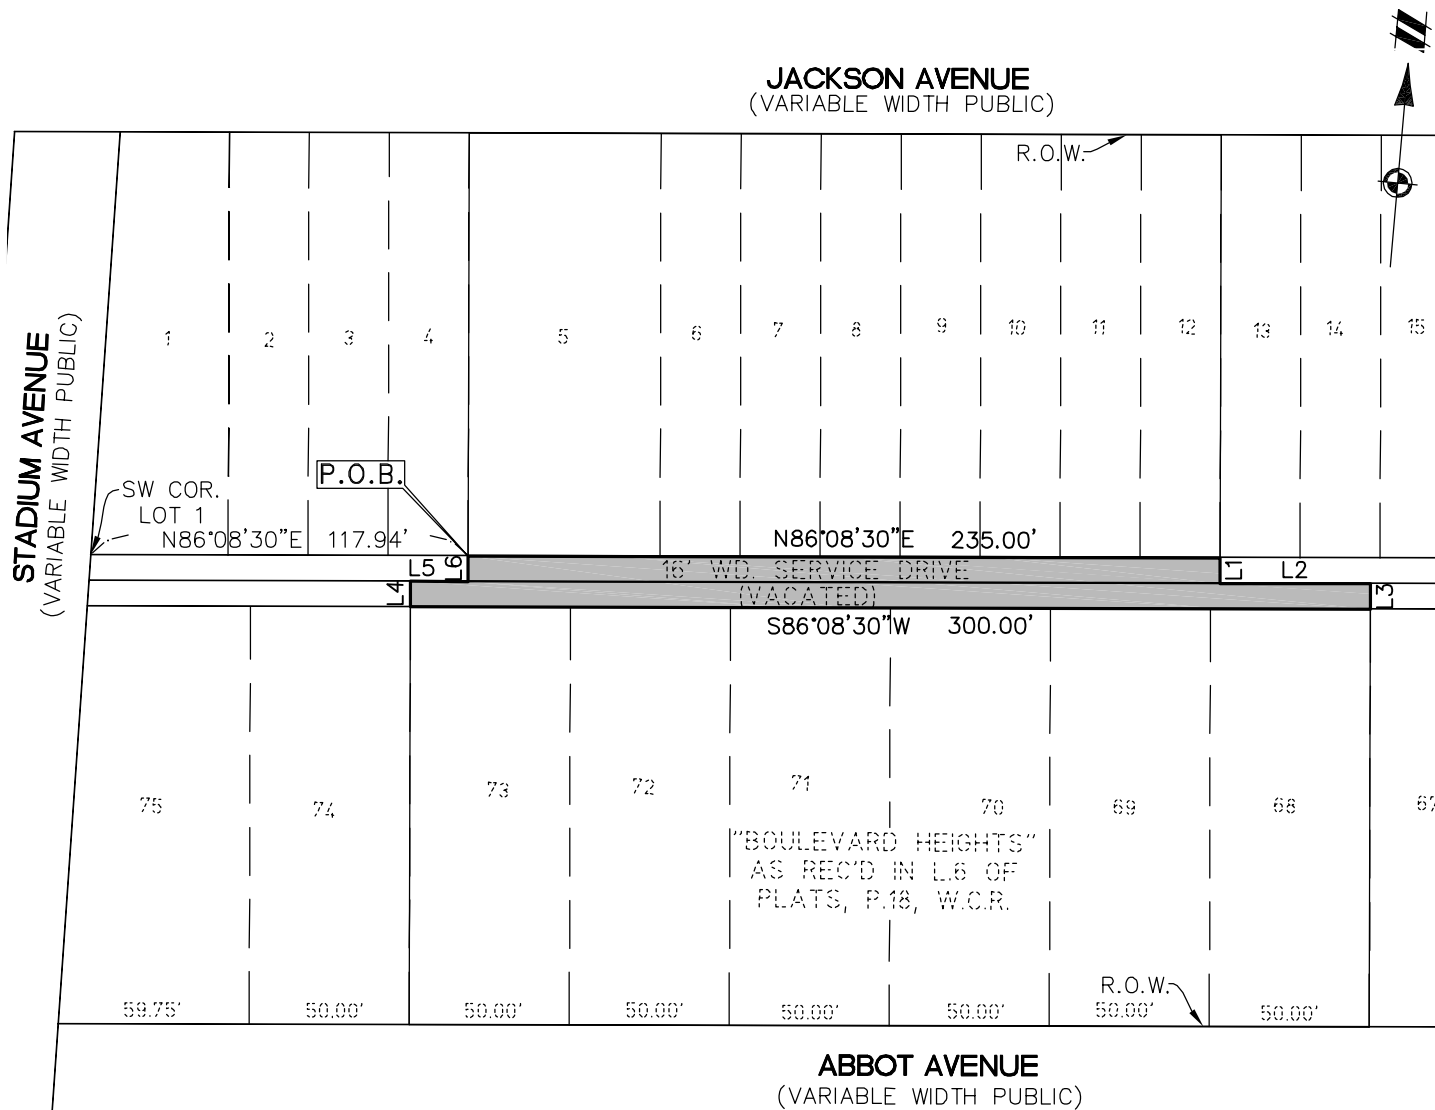 N
JACKSON AVENUE
(VARIABLE WIDTH PUBLIC)
R.O.W.
1
2
3
4
5
6
7
8
9
10
11
12
13
14
15
STADIUM AVENUE
(VARIABLE WIDTH PUBLIC)
P.O.B.
SW COR.
LOT 1
N86°08'30"E 117.94'
N86°08'30"E 235.00'
L5
L6
16' WD. SERVICE DRIVE
L1
L2
L4
(VACATED)
L3
S86°08'30"W 300.00'
75
74
73
72
71
70
69
68
67
"BOULEVARD HEIGHTS"
AS REC'D IN L.6 OF
PLATS, P.18, W.C.R.
R.O.W.
59.75'
50.00'
50.00'
50.00'
50.00'
50.00'
50.00'
50.00'
ABBOT AVENUE
(VARIABLE WIDTH PUBLIC)